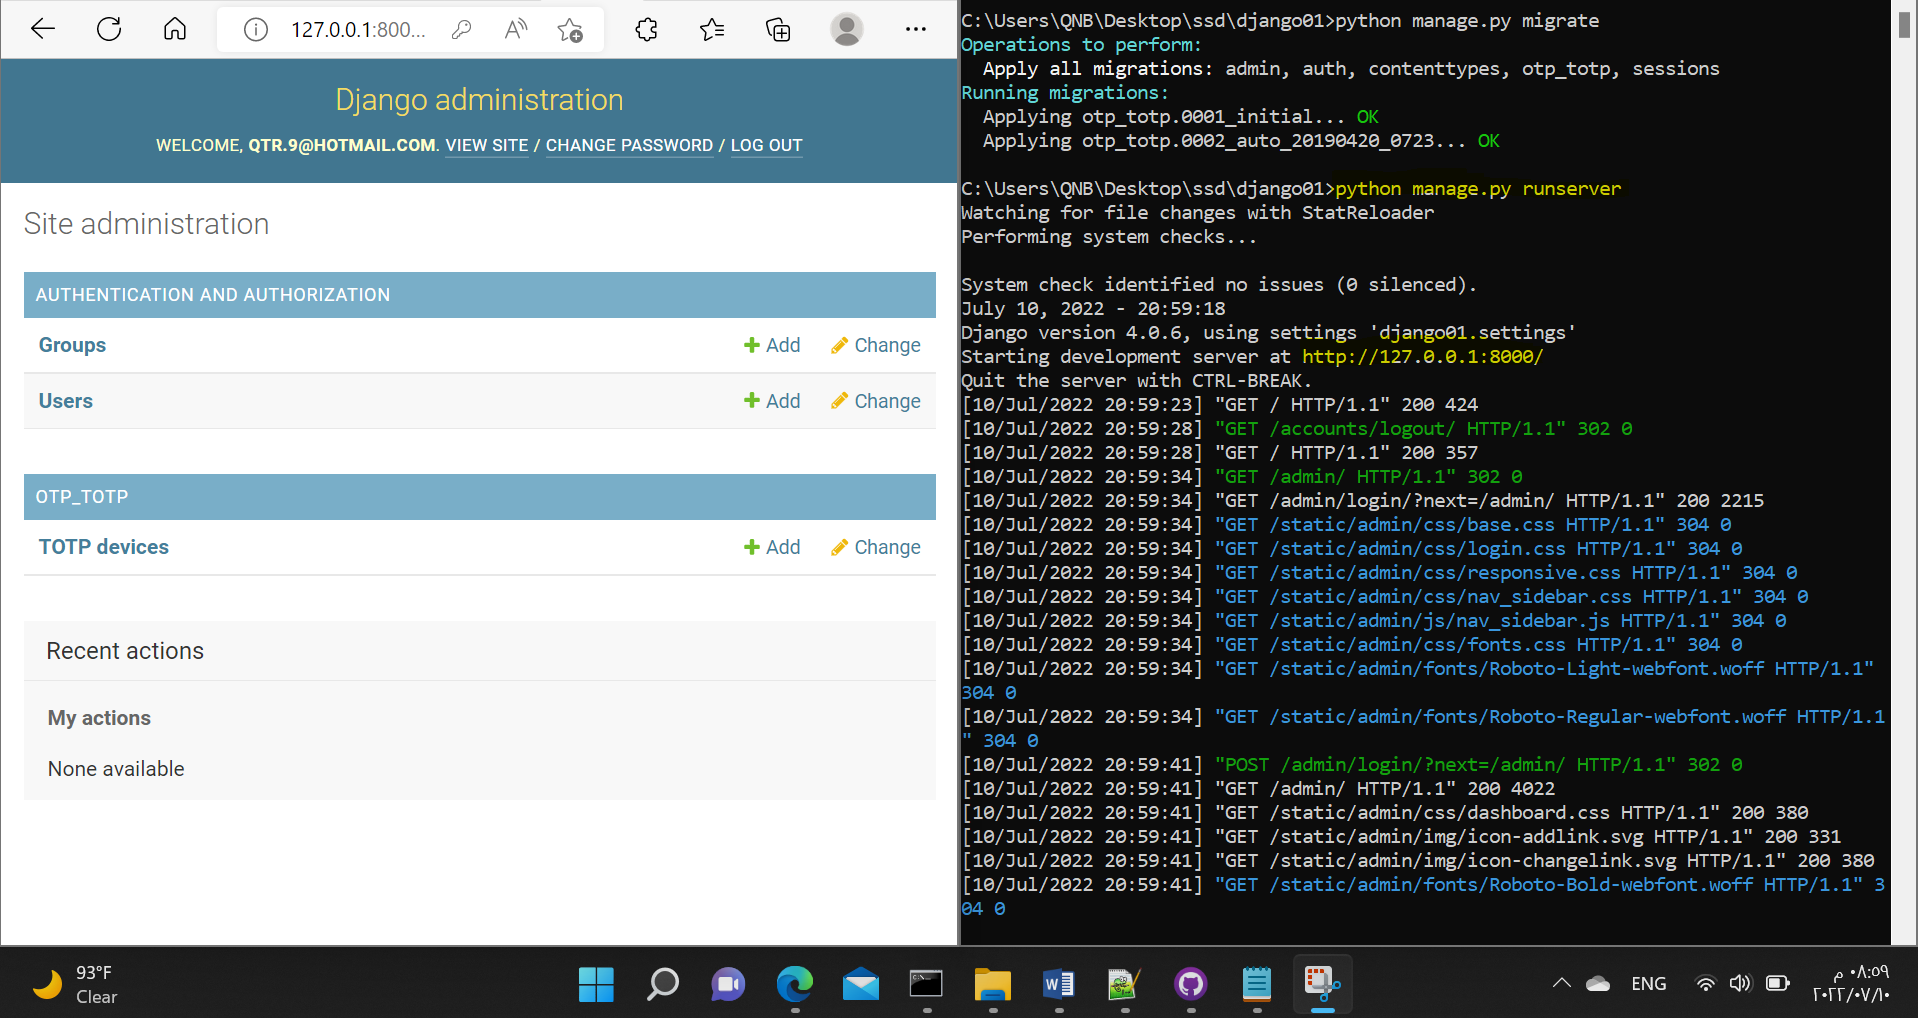 127.0.0.1:800...
Django administration
WELCOME, QTR.9@HOTMAIL.COM. VIEW SITE / CHANGE PASSWORD / LOG OUT
Site administration
AUTHENTICATION AND AUTHORIZATION
Groups Add Change
Users Add Change
OTP_TOTP
TOTP devices Add Change
Recent actions
My actions
None available
C:\Users\QNB\Desktop\ssd\django01>python manage.py migrate
Operations to perform:
Apply all migrations: admin, auth, contenttypes, otp_totp, sessions
Running migrations:
Applying otp_totp.0001_initial... OK
Applying otp_totp.0002_auto_20190420_0723... OK
C:\Users\QNB\Desktop\ssd\django01>python manage.py runserver
Watching for file changes with StatReloader
Performing system checks...
System check identified no issues (0 silenced).
July 10, 2022 - 20:59:18
Django version 4.0.6, using settings 'django01.settings'
Starting development server at http://127.0.0.1:8000/
Quit the server with CTRL-BREAK.
[10/Jul/2022 20:59:23] "GET / HTTP/1.1" 200 424
[10/Jul/2022 20:59:28] "GET /accounts/logout/ HTTP/1.1" 302 0
[10/Jul/2022 20:59:28] "GET / HTTP/1.1" 200 357
[10/Jul/2022 20:59:34] "GET /admin/ HTTP/1.1" 302 0
[10/Jul/2022 20:59:34] "GET /admin/login/?next=/admin/ HTTP/1.1" 200 2215
[10/Jul/2022 20:59:34] "GET /static/admin/css/base.css HTTP/1.1" 304 0
[10/Jul/2022 20:59:34] "GET /static/admin/css/login.css HTTP/1.1" 304 0
[10/Jul/2022 20:59:34] "GET /static/admin/css/responsive.css HTTP/1.1" 304 0
[10/Jul/2022 20:59:34] "GET /static/admin/css/nav_sidebar.css HTTP/1.1" 304 0
[10/Jul/2022 20:59:34] "GET /static/admin/js/nav_sidebar.js HTTP/1.1" 304 0
[10/Jul/2022 20:59:34] "GET /static/admin/css/fonts.css HTTP/1.1" 304 0
[10/Jul/2022 20:59:34] "GET /static/admin/fonts/Roboto-Light-webfont.woff HTTP/1.1"
304 0
[10/Jul/2022 20:59:34] "GET /static/admin/fonts/Roboto-Regular-webfont.woff HTTP/1.1
" 304 0
[10/Jul/2022 20:59:41] "POST /admin/login/?next=/admin/ HTTP/1.1" 302 0
[10/Jul/2022 20:59:41] "GET /admin/ HTTP/1.1" 200 4022
[10/Jul/2022 20:59:41] "GET /static/admin/css/dashboard.css HTTP/1.1" 200 380
[10/Jul/2022 20:59:41] "GET /static/admin/img/icon-addlink.svg HTTP/1.1" 200 331
[10/Jul/2022 20:59:41] "GET /static/admin/img/icon-changelink.svg HTTP/1.1" 200 380
[10/Jul/2022 20:59:41] "GET /static/admin/fonts/Roboto-Bold-webfont.woff HTTP/1.1" 3
04 0
93°F
Clear
ENG
٠٨:٥٩ م
٢٠٢٢/٠٧/١٠